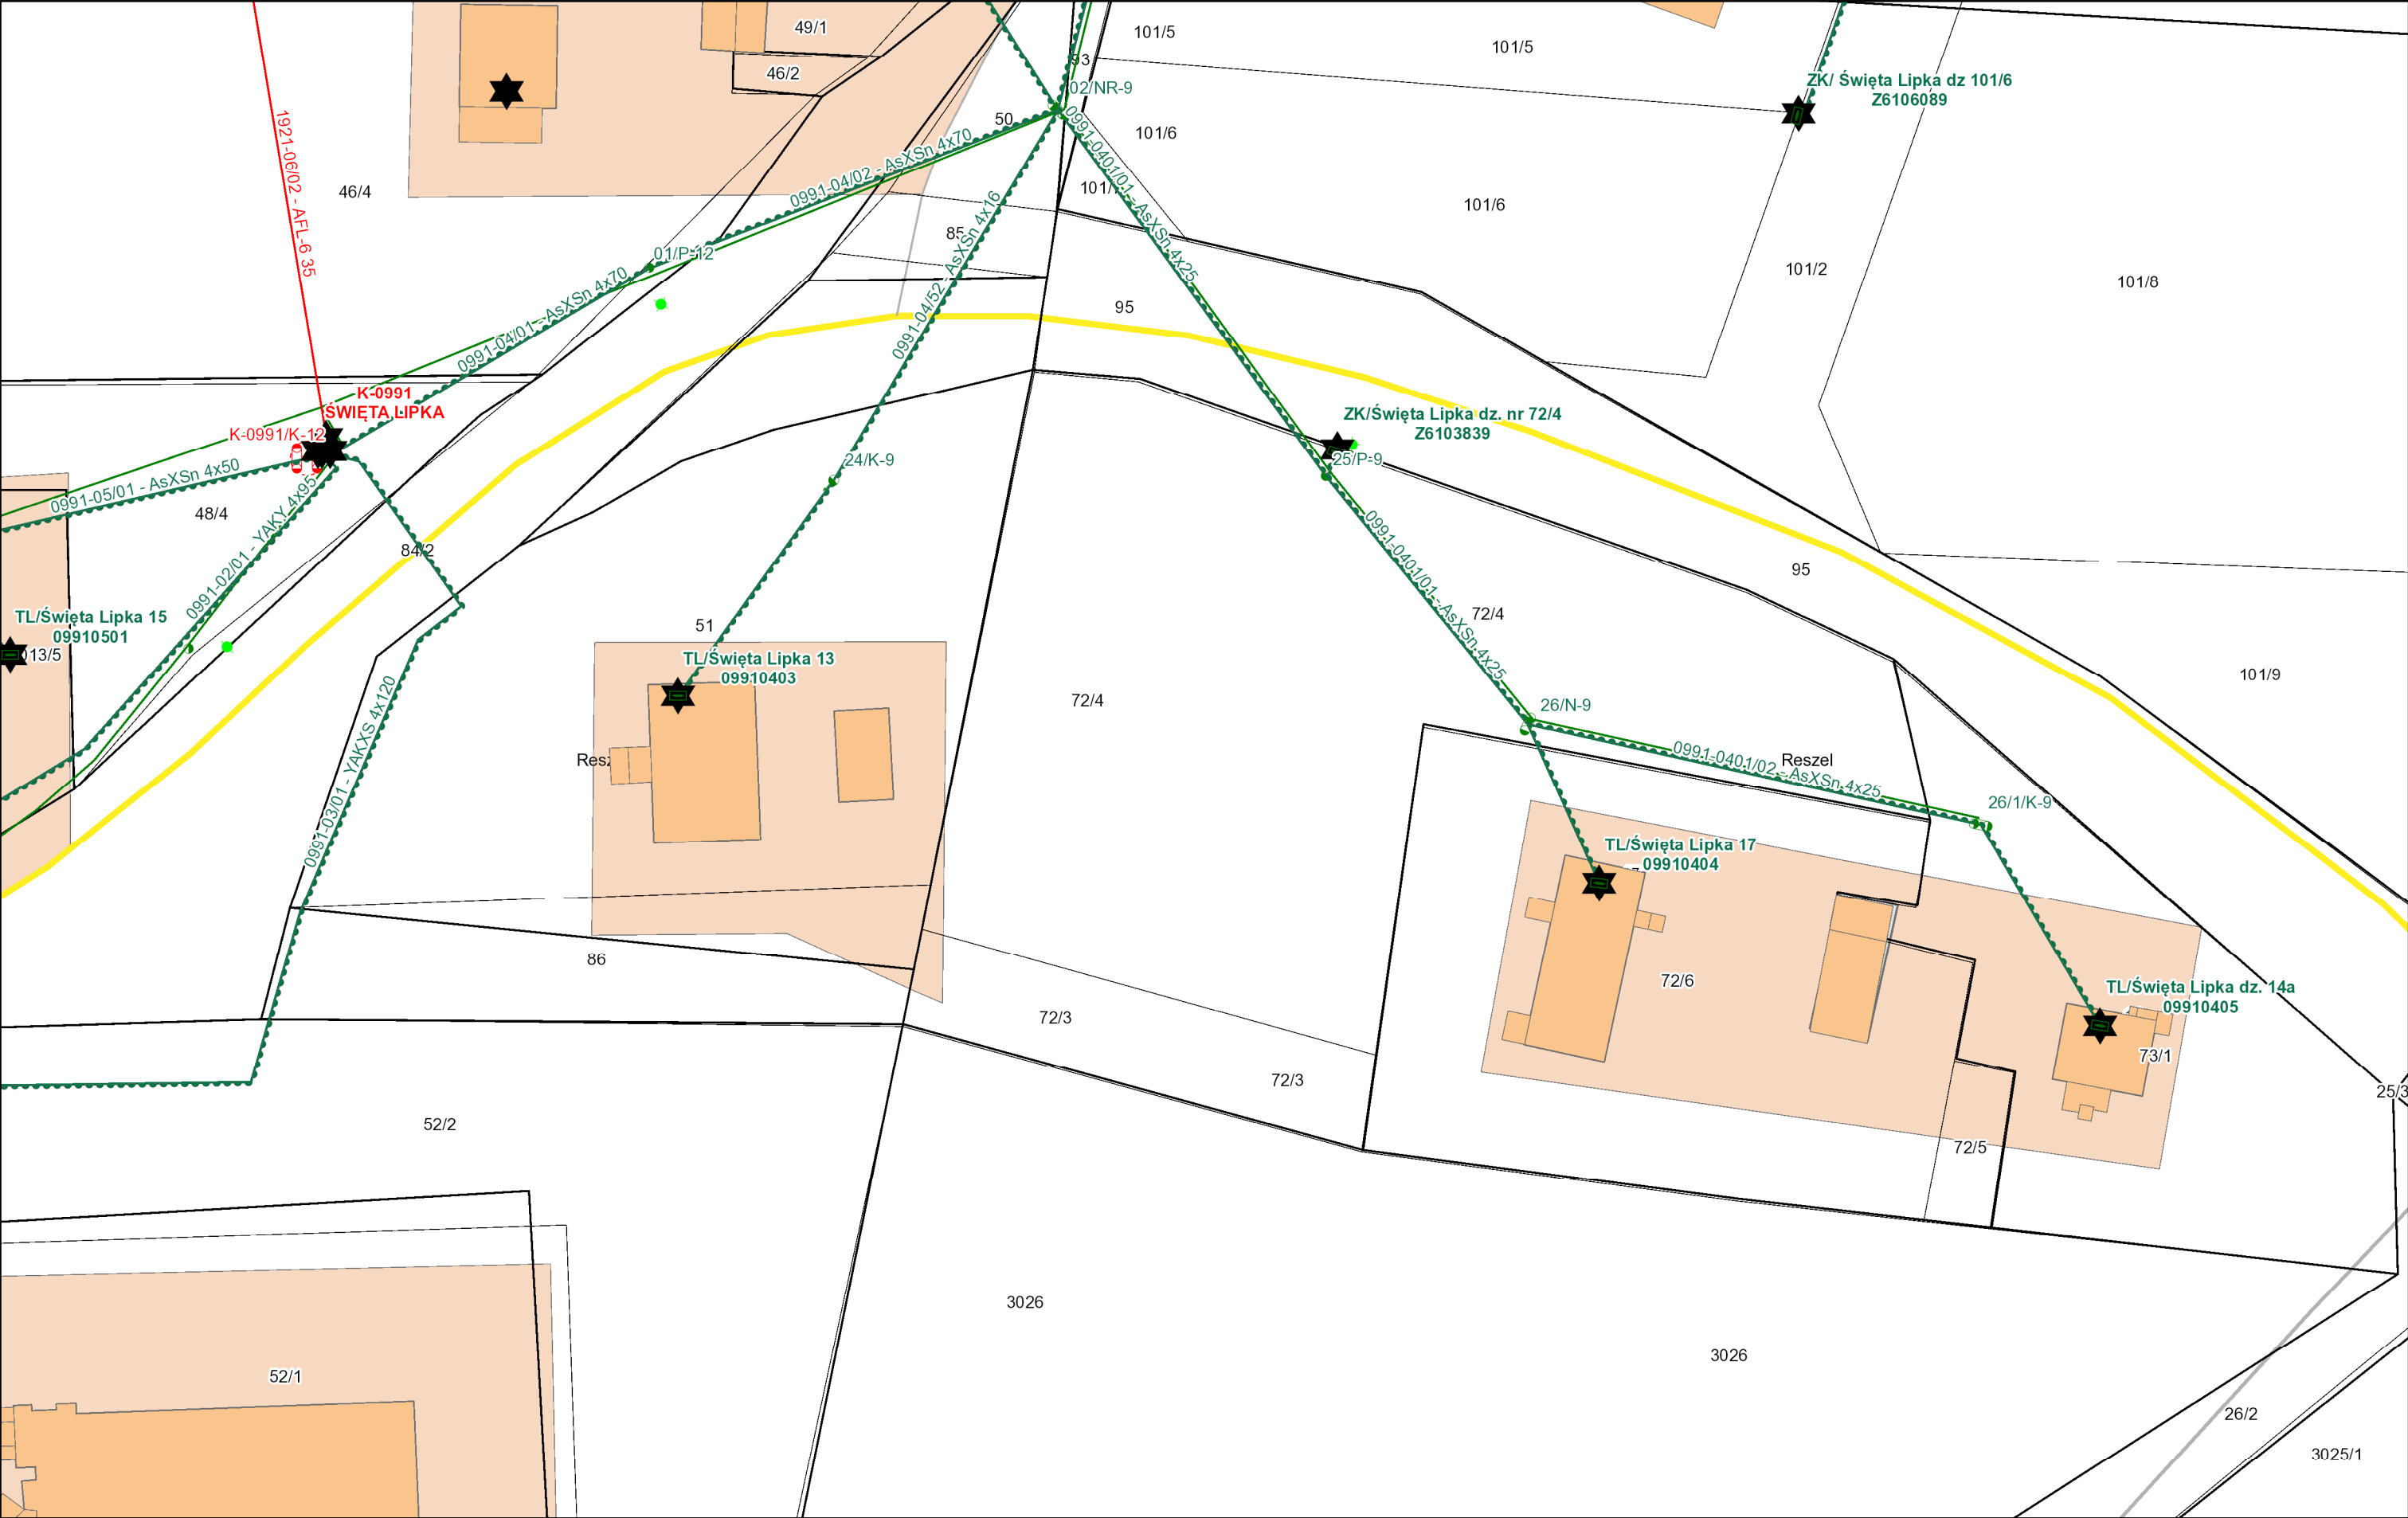 49/1
101/5
101/5
93
46/2
ZK/ Święta Lipka dz 101/6
Z6106089
02/NR-9
50
101/6
1921-06/02 - AFL-6 35
46/4
0991-04/02 - AsXSn 4x70
0991-0401/01 - AsXSn 4x25
101/6
85
0991-04/52 - AsXSn 4x16
01/P-12
101/2
101/8
0991-04/01 - AsXSn 4x70
95
K-0991
ŚWIĘTA LIPKA
K-0991/K-12
ZK/Święta Lipka dz. nr 72/4
Z6103839
25/P-9
24/K-9
0991-05/01 - AsXSn 4x50
48/4
0991-02/01 - YAKY 4x95
84/2
0991-0401/01 - AsXSn 4x25
95
72/4
TL/Święta Lipka 15
09910501
13/5
51
TL/Święta Lipka 13
09910403
101/9
72/4
26/N-9
0991-03/01 - YAKXS 4x120
0991-0401/02 - AsXSn 4x25
Reszel
26/1/K-9
TL/Święta Lipka 17
09910404
86
72/6
TL/Święta Lipka dz. 14a
09910405
72/3
73/1
72/3
25/3
52/2
72/5
3026
3026
52/1
26/2
3025/1